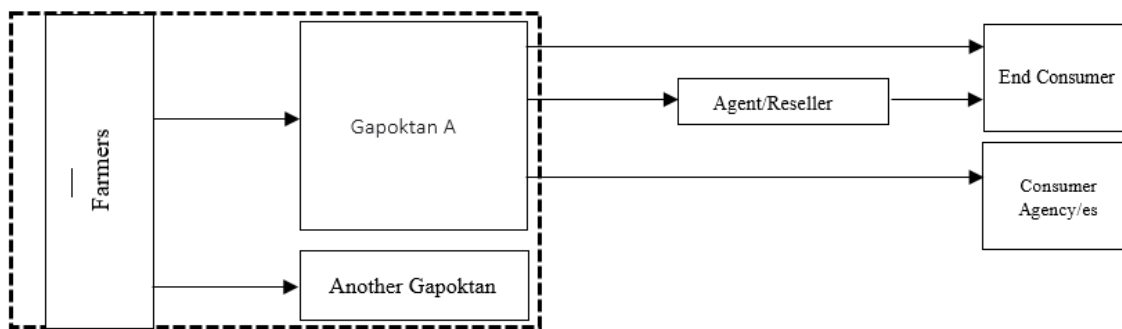 Farmers
Gapoktan A
Another Gapoktan
Agent/Reseller
End Consumer
Consumer
Agency/es